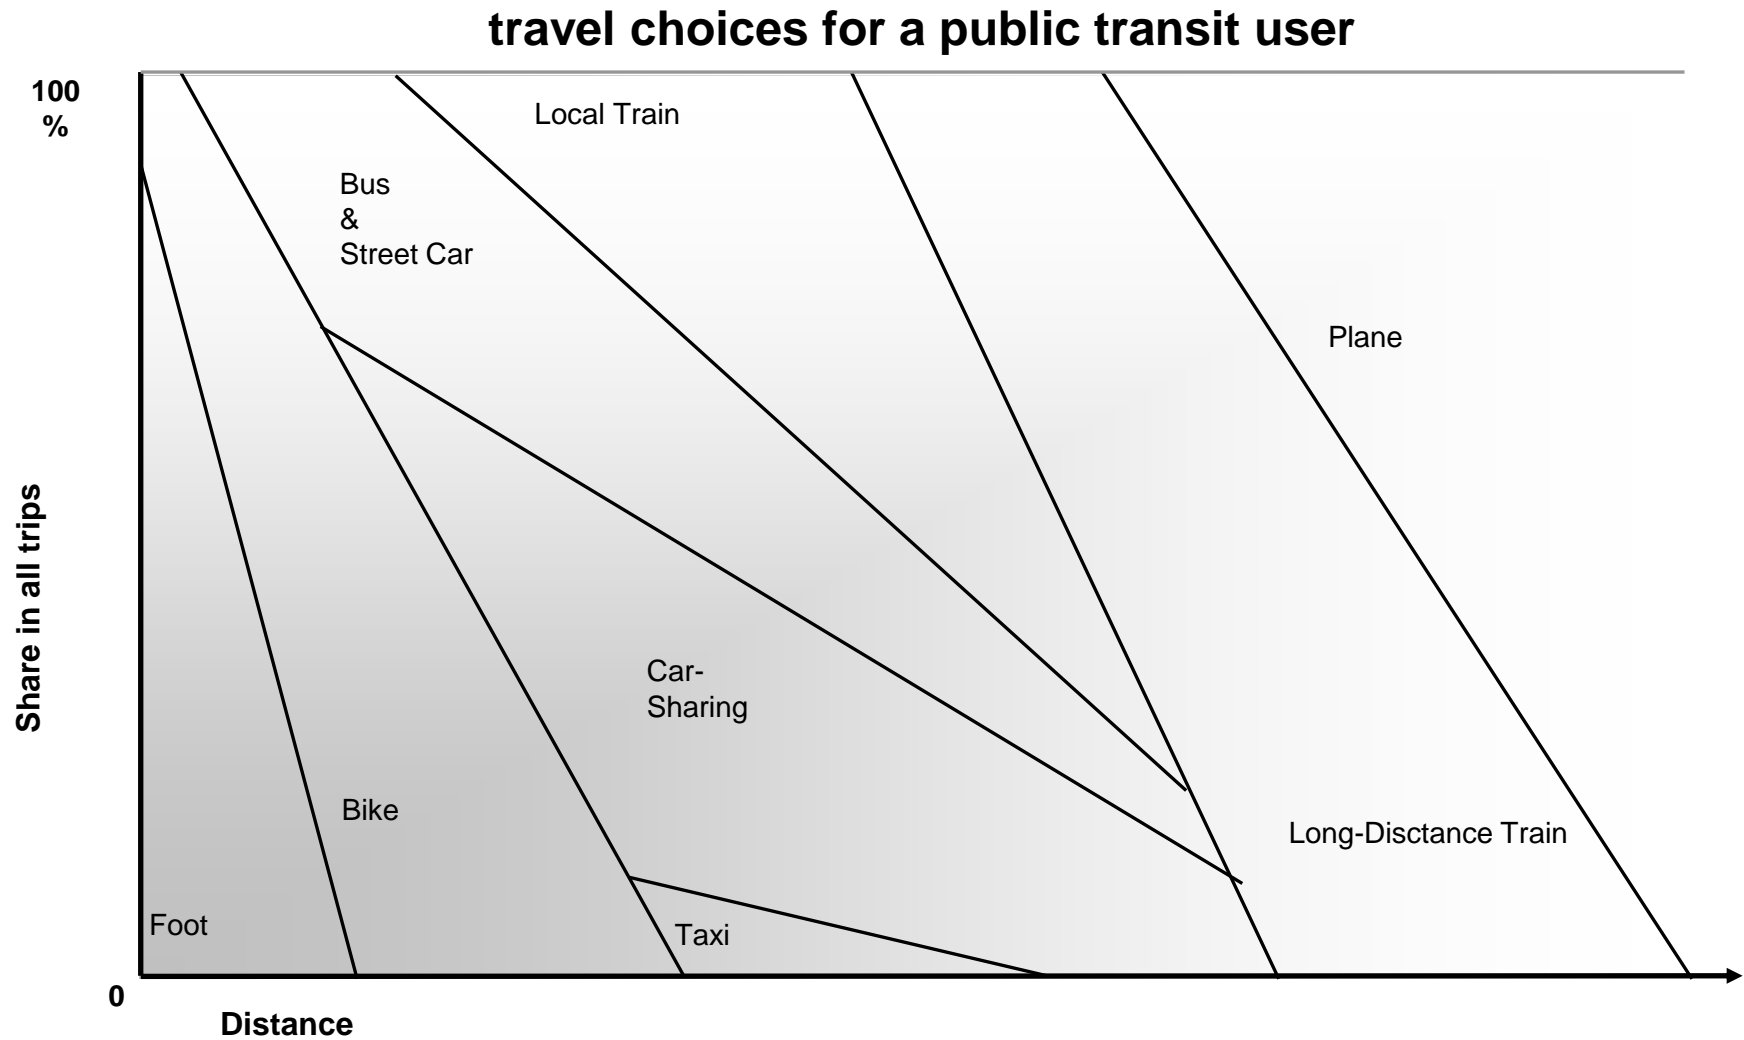 travel choices for a public transit user
100
%
Local Train
Bus
&
Street Car
Plane
Share in all trips
Car-
Sharing
Bike
Long-Disctance Train
Foot
Taxi
0
Distance